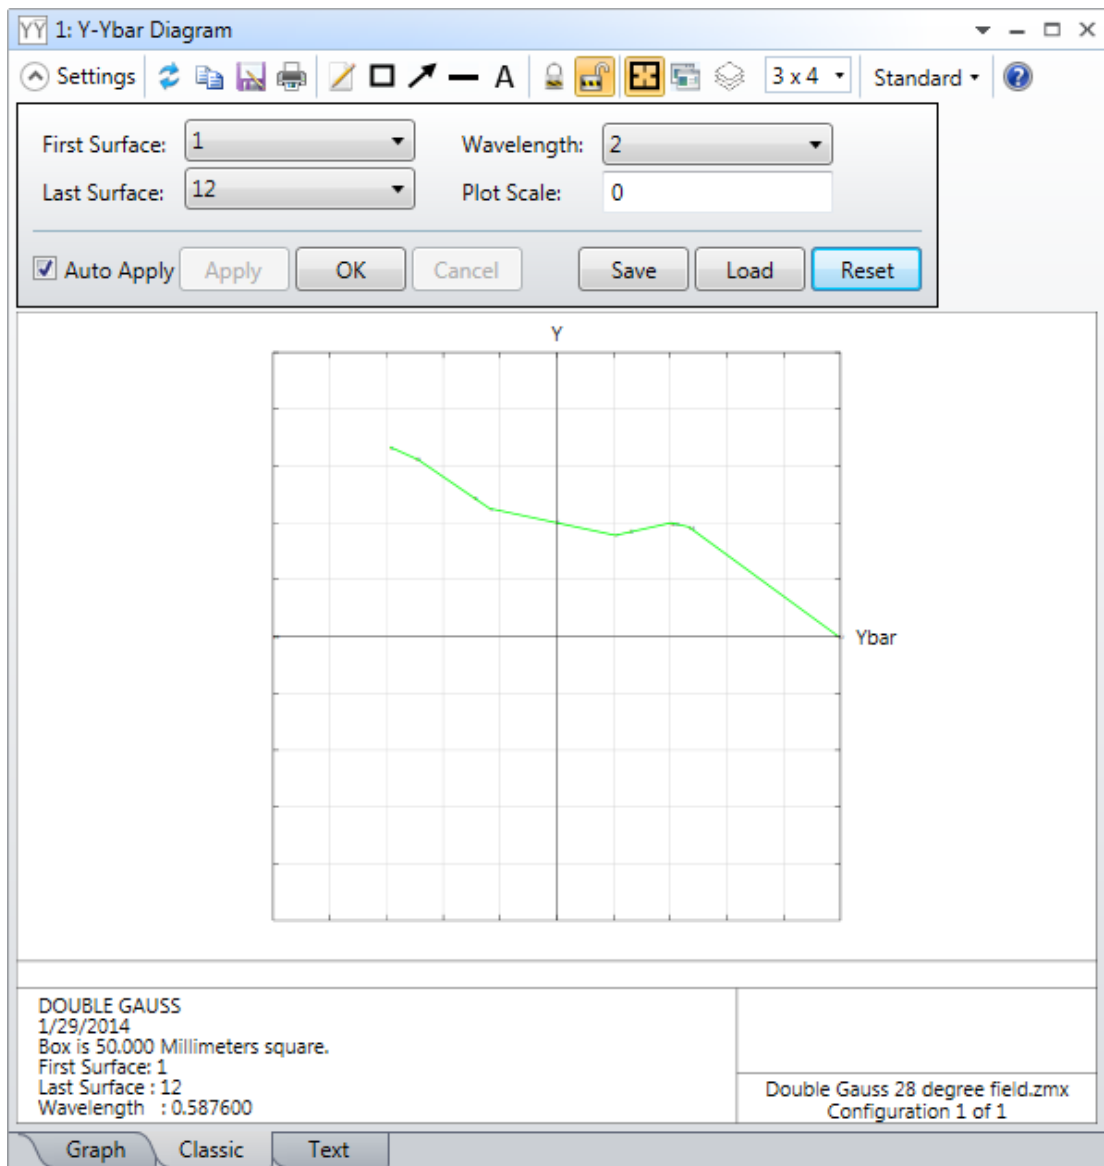 YY 1: Y-Ybar Diagram
Settings A 3 x 4 Standard ?
First Surface: 1 Wavelength: 2
Last Surface: 12 Plot Scale: 0
Auto Apply Apply OK Cancel Save Load Reset
Y
Ybar
DOUBLE GAUSS
1/29/2014
Box is 50.000 Millimeters square.
First Surface: 1
Last Surface : 12
Wavelength : 0.587600
Double Gauss 28 degree field.zmx
Configuration 1 of 1
Graph Classic Text